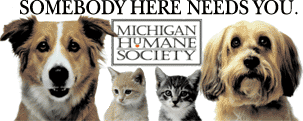 SOMEBODY HERE NEEDS YOU.
MICHIGAN
HUMANE
SOCIETY